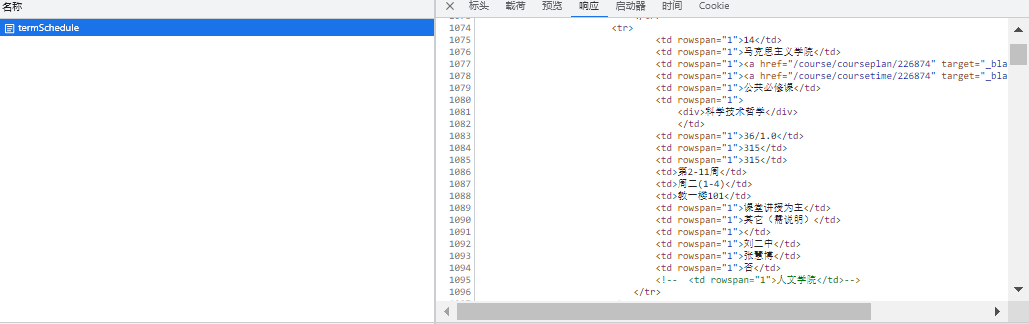 名称
termSchedule
标头 载荷 预览 响应 启动器 时间 Cookie
1074 <tr>
1075 <td rowspan="1">14</td>
1076 <td rowspan="1">马克思主义学院</td>
1077 <td rowspan="1"><a href="/course/courseplan/226874" target="_bla
1078 <td rowspan="1"><a href="/course/coursetime/226874" target="_bla
1079 <td rowspan="1">公共必修课</td>
1080 <td rowspan="1">
1081 <div>科学技术哲学</div>
1082 </td>
1083 <td rowspan="1">36/1.0</td>
1084 <td rowspan="1">315</td>
1085 <td rowspan="1">315</td>
1086 <td>第2-11周</td>
1087 <td>周二(1-4)</td>
1088 <td>教一楼101</td>
1089 <td rowspan="1">课堂讲授为主</td>
1090 <td rowspan="1">其它（需说明）</td>
1091 <td rowspan="1"></td>
1092 <td rowspan="1">刘二中</td>
1093 <td rowspan="1">张慧博</td>
1094 <td rowspan="1">否</td>
1095 <!-- <td rowspan="1">人文学院</td>-->
1096 </tr>